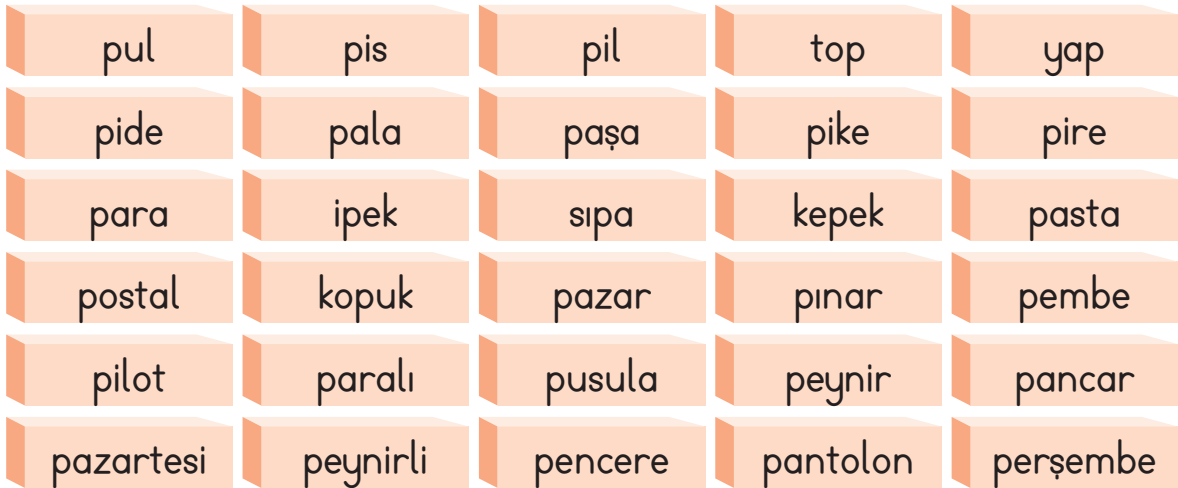 pul pis pil top yap
pide pala paşa pike pire
para ipek sıpa kepek pasta
postal kopuk pazar pınar pembe
pilot paralı pusula peynir pancar
pazartesi peynirli pencere pantolon perşembe